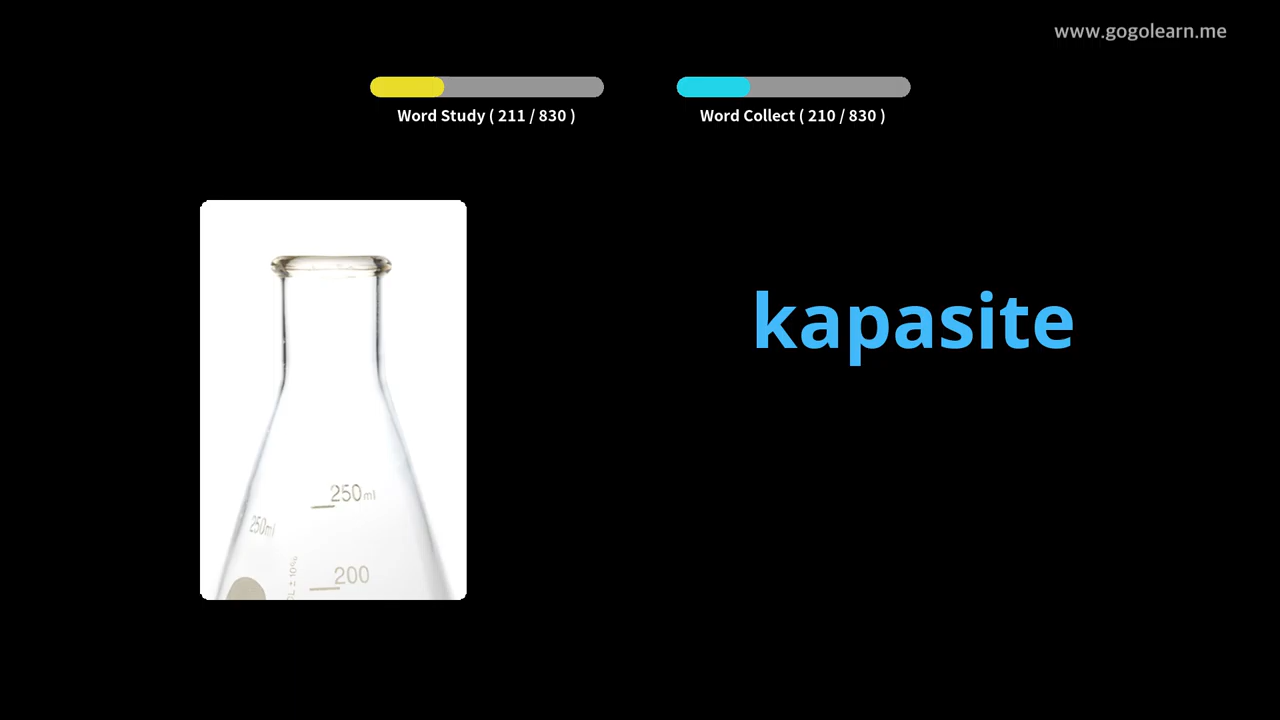 www.gogolearn.me
Word Study ( 211 / 830 )
Word Collect ( 210 / 830 )
kapasite
250ml
250ml
200